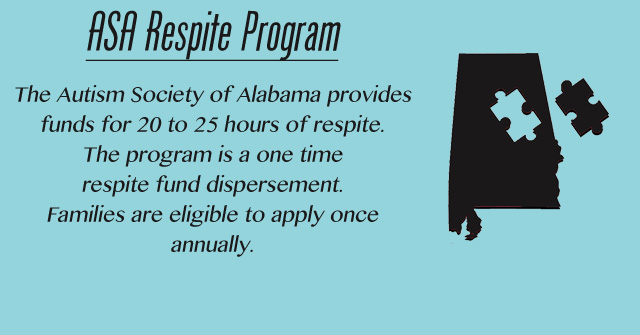 ASA Respite Program
The Autism Society of Alabama provides
funds for 20 to 25 hours of respite.
The program is a one time
respite fund dispersement.
Families are eligible to apply once
annually.